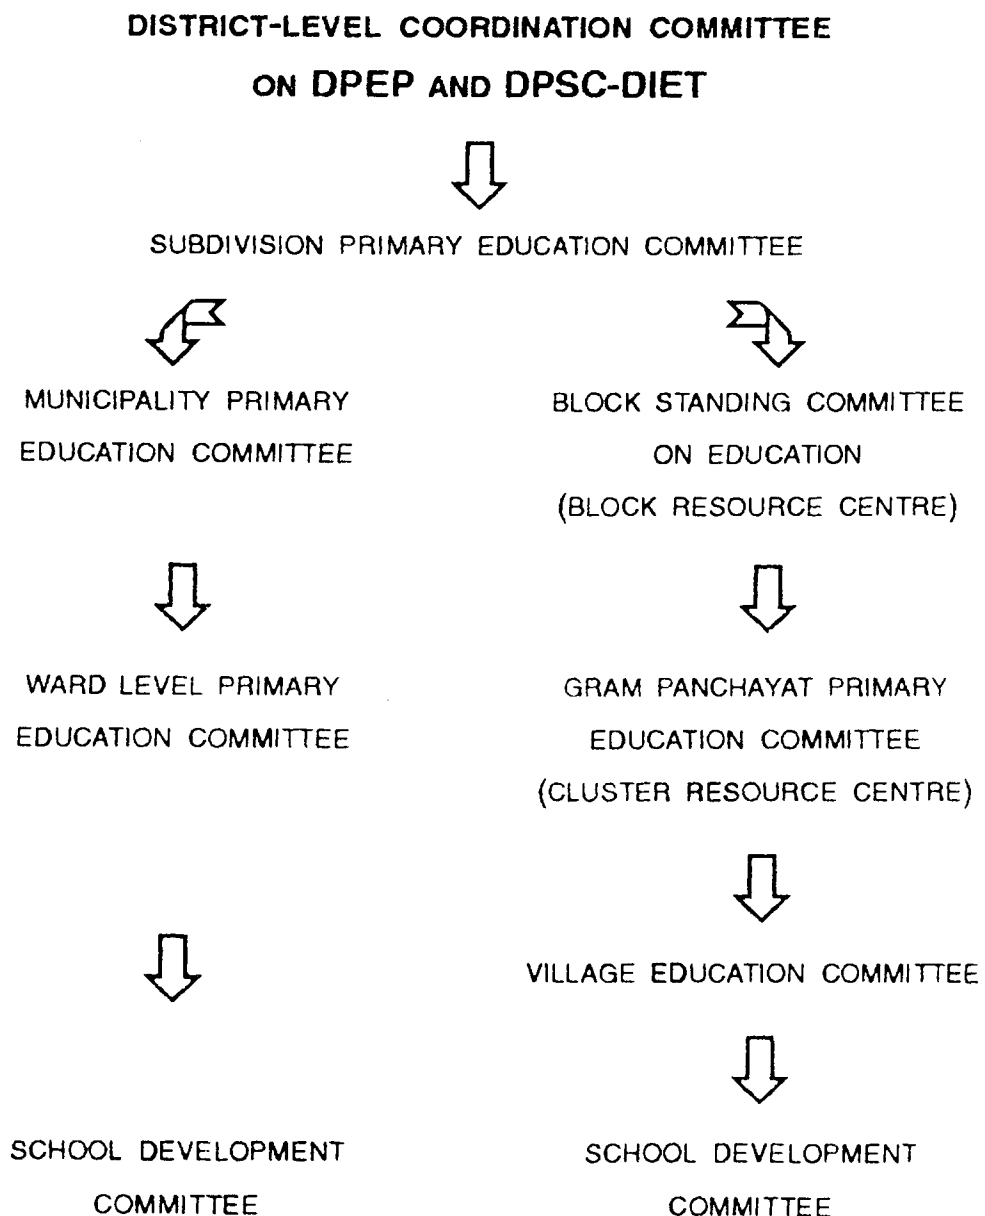 DISTRICT-LEVEL COORDINATION COMMITTEE
ON DPEP AND DPSC-DIET
SUBDIVISION PRIMARY EDUCATION COMMITTEE
MUNICIPALITY PRIMARY
EDUCATION COMMITTEE
BLOCK STANDING COMMITTEE
ON EDUCATION
(BLOCK RESOURCE CENTRE)
WARD LEVEL PRIMARY
EDUCATION COMMITTEE
GRAM PANCHAYAT PRIMARY
EDUCATION COMMITTEE
(CLUSTER RESOURCE CENTRE)
VILLAGE EDUCATION COMMITTEE
SCHOOL DEVELOPMENT
COMMITTEE
SCHOOL DEVELOPMENT
COMMITTEE